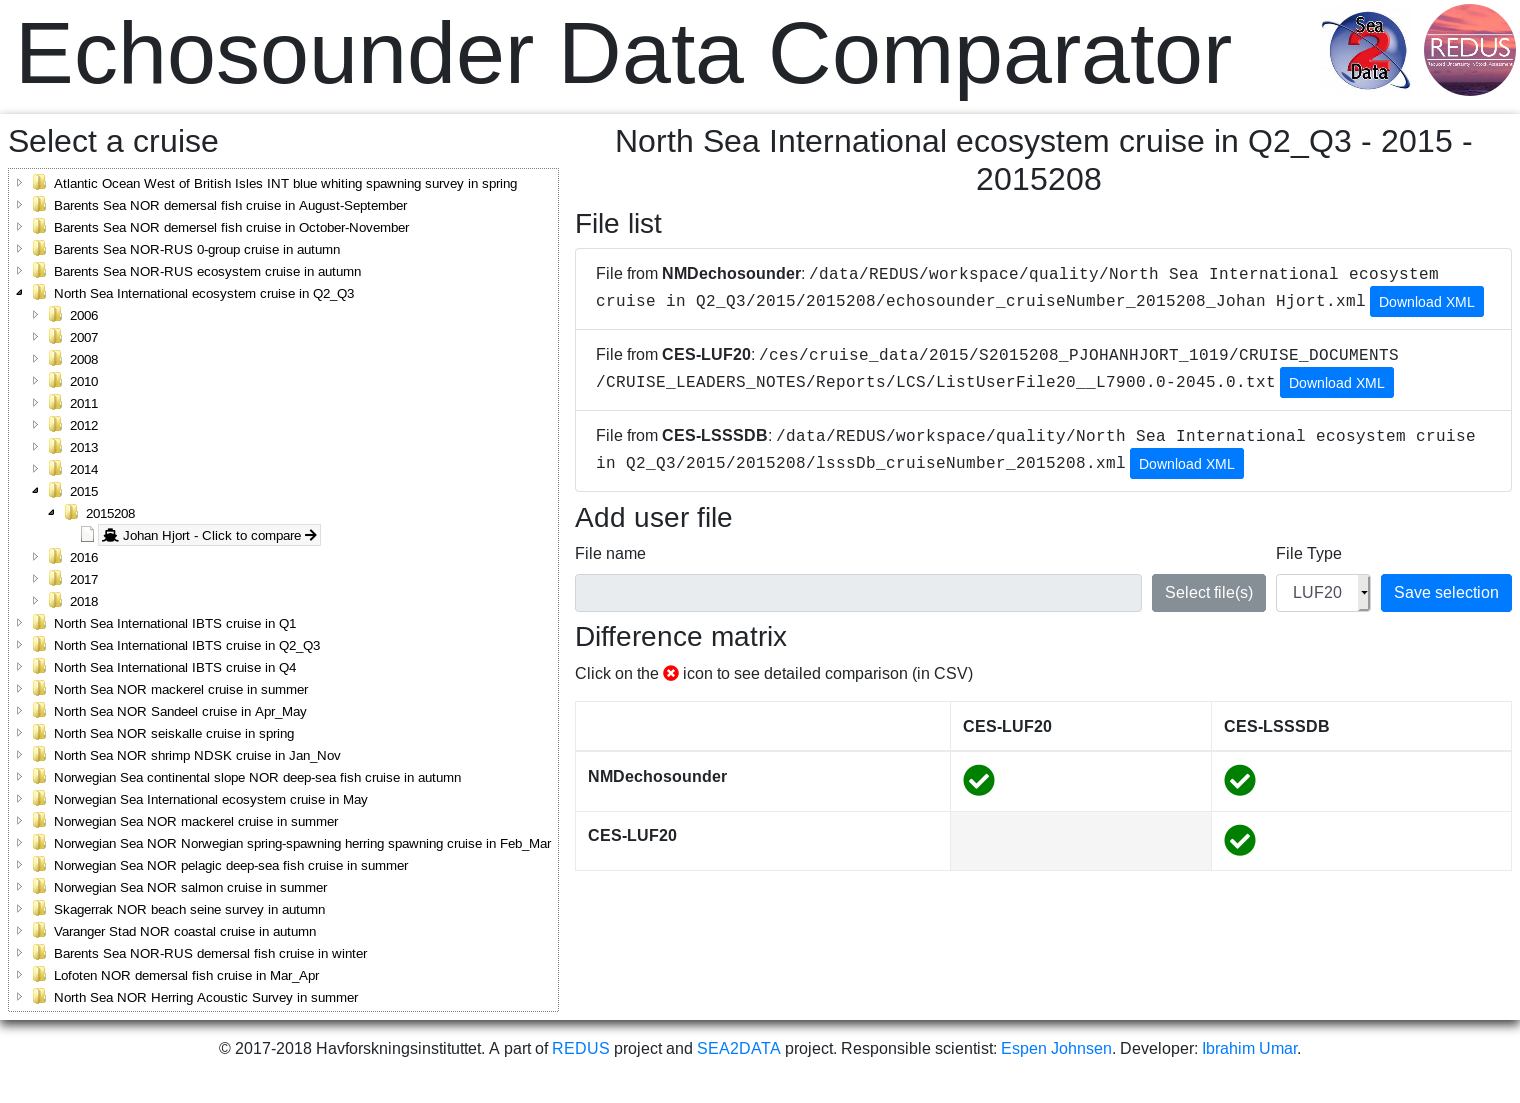 Echosounder Data Comparator
Sea
2
Data
REDUS
Reduced Uncertainty in Stock Assessment
Select a cruise
Atlantic Ocean West of British Isles INT blue whiting spawning survey in spring
Barents Sea NOR demersal fish cruise in August-September
Barents Sea NOR demersel fish cruise in October-November
Barents Sea NOR-RUS 0-group cruise in autumn
Barents Sea NOR-RUS ecosystem cruise in autumn
North Sea International ecosystem cruise in Q2_Q3
2006
2007
2008
2010
2011
2012
2013
2014
2015
2015208
Johan Hjort - Click to compare
2016
2017
2018
North Sea International IBTS cruise in Q1
North Sea International IBTS cruise in Q2_Q3
North Sea International IBTS cruise in Q4
North Sea NOR mackerel cruise in summer
North Sea NOR Sandeel cruise in Apr_May
North Sea NOR seiskalle cruise in spring
North Sea NOR shrimp NDSK cruise in Jan_Nov
Norwegian Sea continental slope NOR deep-sea fish cruise in autumn
Norwegian Sea International ecosystem cruise in May
Norwegian Sea NOR mackerel cruise in summer
Norwegian Sea NOR Norwegian spring-spawning herring spawning cruise in Feb_Mar
Norwegian Sea NOR pelagic deep-sea fish cruise in summer
Norwegian Sea NOR salmon cruise in summer
Skagerrak NOR beach seine survey in autumn
Varanger Stad NOR coastal cruise in autumn
Barents Sea NOR-RUS demersal fish cruise in winter
Lofoten NOR demersal fish cruise in Mar_Apr
North Sea NOR Herring Acoustic Survey in summer
North Sea International ecosystem cruise in Q2_Q3 - 2015 -
2015208
File list
File from NMDechosounder: /data/REDUS/workspace/quality/North Sea International ecosystem
cruise in Q2_Q3/2015/2015208/echosounder_cruiseNumber_2015208_Johan Hjort.xml Download XML
File from CES-LUF20: /ces/cruise_data/2015/S2015208_PJOHANHJORT_1019/CRUISE_DOCUMENTS
/CRUISE_LEADERS_NOTES/Reports/LCS/ListUserFile20__L7900.0-2045.0.txt Download XML
File from CES-LSSSDB: /data/REDUS/workspace/quality/North Sea International ecosystem cruise
in Q2_Q3/2015/2015208/lsssDb_cruiseNumber_2015208.xml Download XML
Add user file
File name File Type
Select file(s) LUF20 Save selection
Difference matrix
Click on the icon to see detailed comparison (in CSV)
CES-LUF20 CES-LSSSDB
NMDechosounder
CES-LUF20
© 2017-2018 Havforskningsinstituttet. A part of REDUS project and SEA2DATA project. Responsible scientist: Espen Johnsen. Developer: Ibrahim Umar.